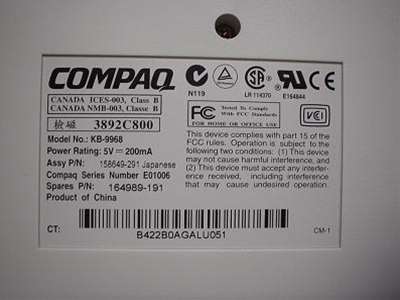 COMPAQ
N119
LR 114370
E164844
CANADA ICES-003, Class B
CANADA NMB-003, Classe B
檢磁 3892C800
FC Tested To Comply
With FCC Standards
FOR HOME OR OFFICE USE
VCI
Model No.: KB-9968
Power Rating: 5V ⎓ 200mA
Assy P/N: 158649-291 Japanese
Compaq Series Number E01006
Spares P/N: 164989-191
Product of China
This device complies with part 15 of the
FCC rules. Operation is subject to the
following two conditions: (1) This device
may not cause harmful interference, and
(2) This device must accept any interfer-
ence received, including interference
that may cause undesired operation.
CT:
B422B0AGALU051
CM-1